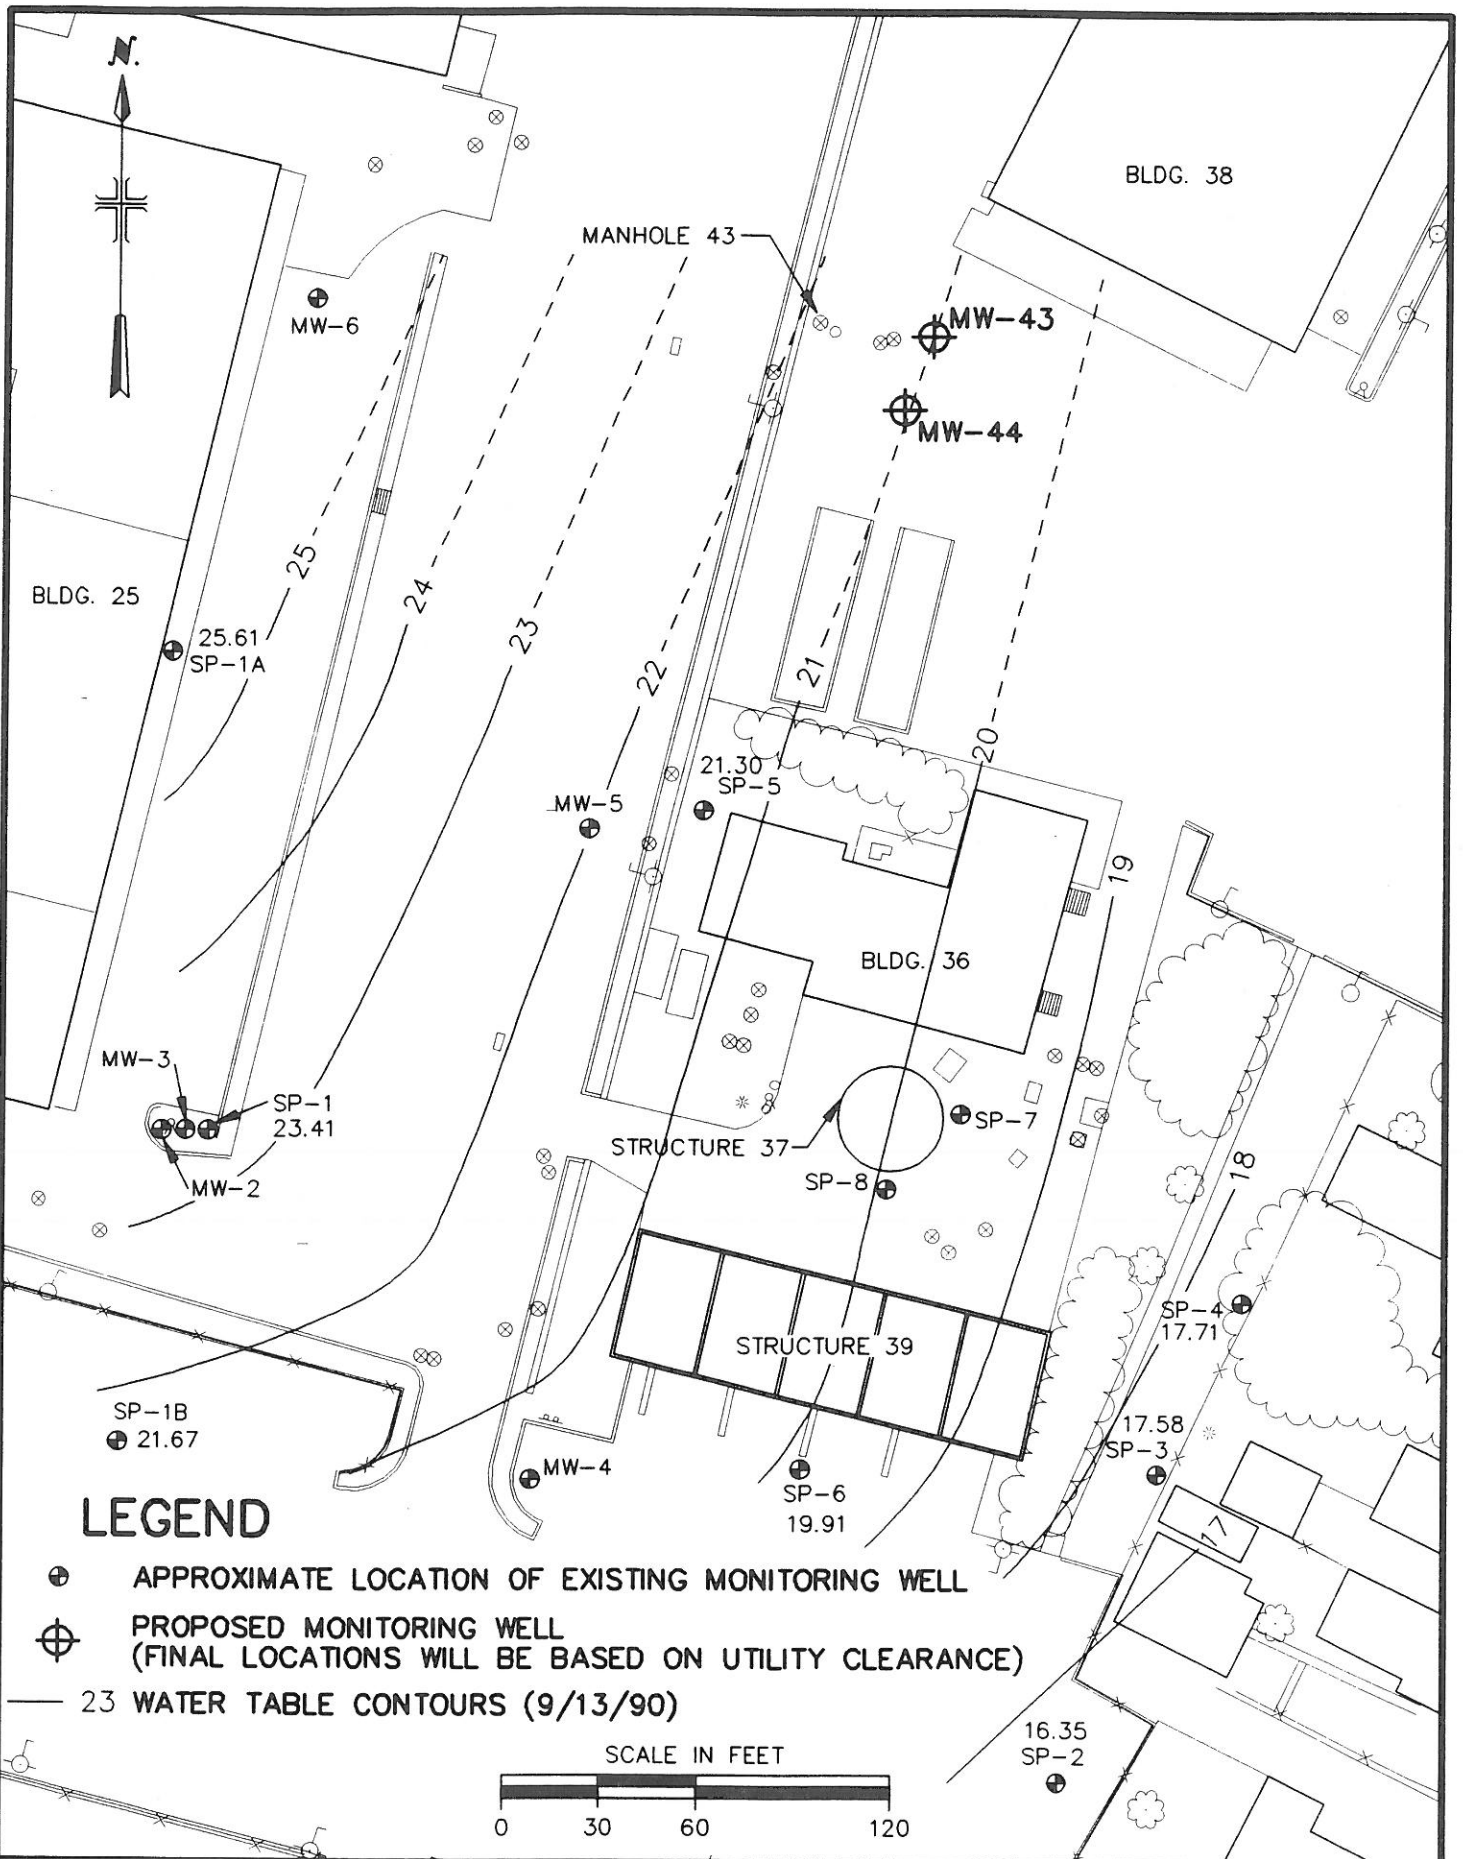 N.
BLDG. 38
MANHOLE 43
MW-6
MW-43
MW-44
25
24
23
22
21
20
19
18
17
BLDG. 25
25.61
SP-1A
21.30
SP-5
MW-5
BLDG. 36
MW-3
SP-1
23.41
MW-2
STRUCTURE 37
SP-7
SP-8
STRUCTURE 39
SP-4
17.71
17.58
SP-3
SP-1B
21.67
MW-4
SP-6
19.91
LEGEND
APPROXIMATE LOCATION OF EXISTING MONITORING WELL
PROPOSED MONITORING WELL
(FINAL LOCATIONS WILL BE BASED ON UTILITY CLEARANCE)
23 WATER TABLE CONTOURS (9/13/90)
16.35
SP-2
SCALE IN FEET
0 30 60 120